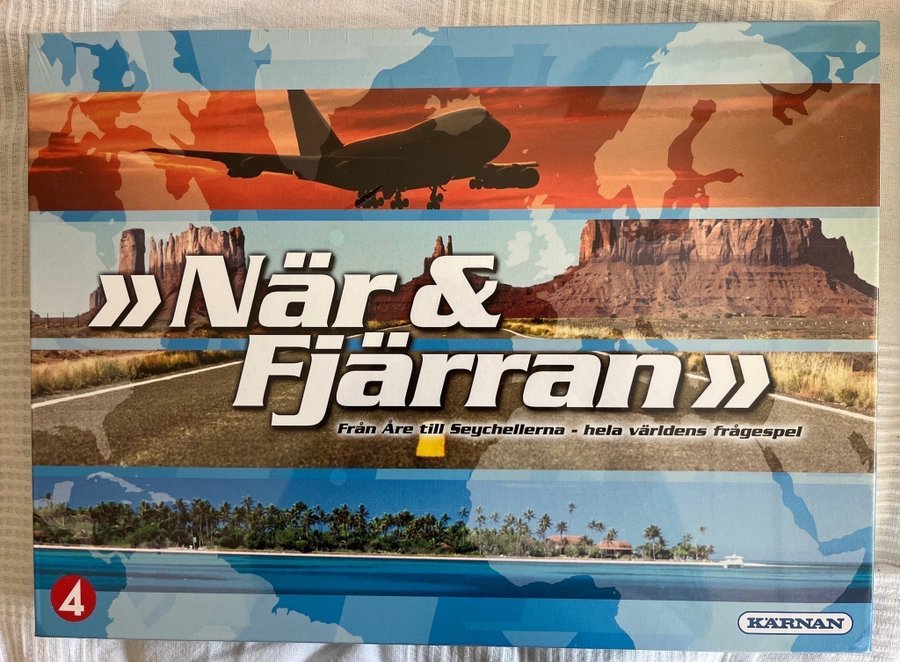 »När &
Fjärran»
Från Åre till Seychellerna - hela världens frågespel
4
KÄRNAN